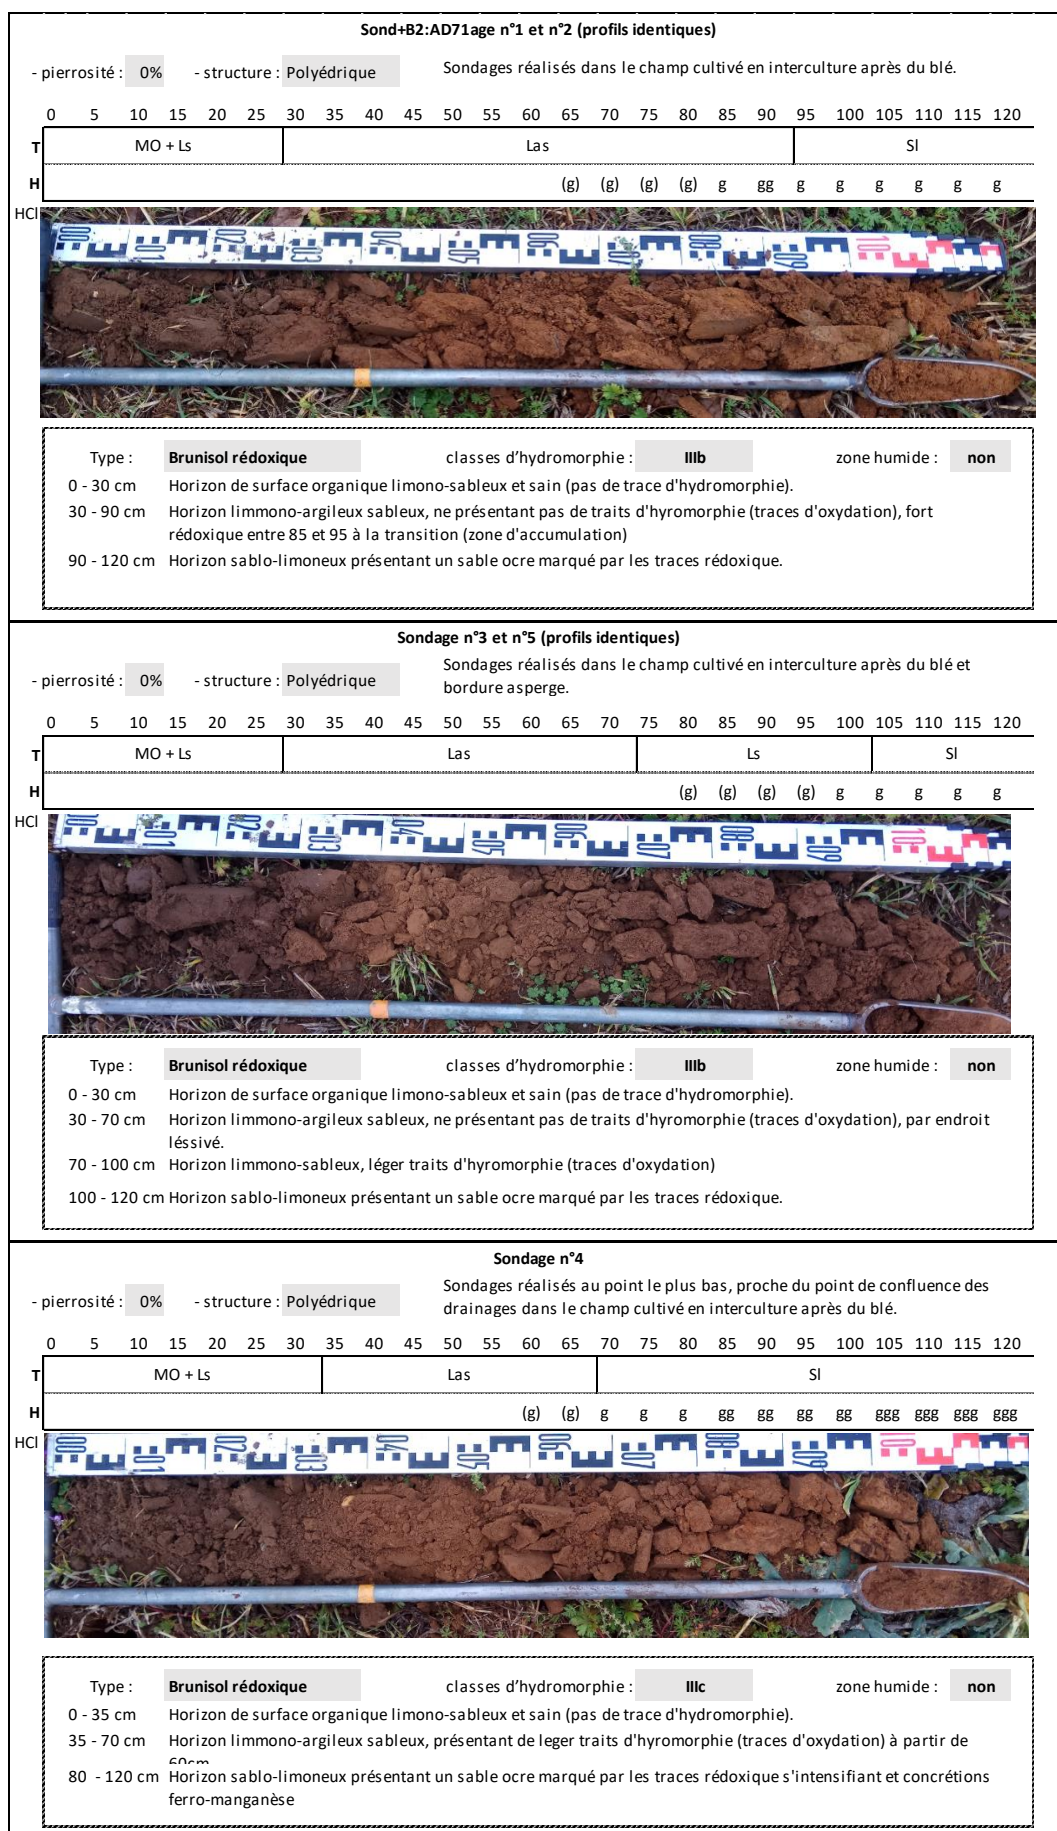 Sond+B2:AD71age n°1 et n°2 (profils identiques)
- pierrosité : 0% - structure : Polyédrique Sondages réalisés dans le champ cultivé en interculture après du blé.
0 5 10 15 20 25 30 35 40 45 50 55 60 65 70 75 80 85 90 95 100 105 110 115 120
T MO + Ls Las Sl
H (g) (g) (g) (g) g gg g g g g g g
HCl
Type : Brunisol rédoxique classes d'hydromorphie : IIIb zone humide : non
0 - 30 cm Horizon de surface organique limono-sableux et sain (pas de trace d'hydromorphie).
30 - 90 cm Horizon limmono-argileux sableux, ne présentant pas de traits d'hyromorphie (traces d'oxydation), fort
rédoxique entre 85 et 95 à la transition (zone d'accumulation)
90 - 120 cm Horizon sablo-limoneux présentant un sable ocre marqué par les traces rédoxique.
Sondage n°3 et n°5 (profils identiques)
Sondages réalisés dans le champ cultivé en interculture après du blé et
- pierrosité : 0% - structure : Polyédrique bordure asperge.
0 5 10 15 20 25 30 35 40 45 50 55 60 65 70 75 80 85 90 95 100 105 110 115 120
T MO + Ls Las Ls Sl
H (g) (g) (g) (g) g g g g g
HCl
Type : Brunisol rédoxique classes d'hydromorphie : IIIb zone humide : non
0 - 30 cm Horizon de surface organique limono-sableux et sain (pas de trace d'hydromorphie).
30 - 70 cm Horizon limmono-argileux sableux, ne présentant pas de traits d'hyromorphie (traces d'oxydation), par endroit
léssivé.
70 - 100 cm Horizon limmono-sableux, léger traits d'hyromorphie (traces d'oxydation)
100 - 120 cm Horizon sablo-limoneux présentant un sable ocre marqué par les traces rédoxique.
Sondage n°4
Sondages réalisés au point le plus bas, proche du point de confluence des
- pierrosité : 0% - structure : Polyédrique drainages dans le champ cultivé en interculture après du blé.
0 5 10 15 20 25 30 35 40 45 50 55 60 65 70 75 80 85 90 95 100 105 110 115 120
T MO + Ls Las Sl
H (g) (g) g g g gg gg gg gg ggg ggg ggg ggg
HCl
Type : Brunisol rédoxique classes d'hydromorphie : IIIc zone humide : non
0 - 35 cm Horizon de surface organique limono-sableux et sain (pas de trace d'hydromorphie).
35 - 70 cm Horizon limmono-argileux sableux, présentant de leger traits d'hyromorphie (traces d'oxydation) à partir de
60cm
80 - 120 cm Horizon sablo-limoneux présentant un sable ocre marqué par les traces rédoxique s'intensifiant et concrétions
ferro-manganèse